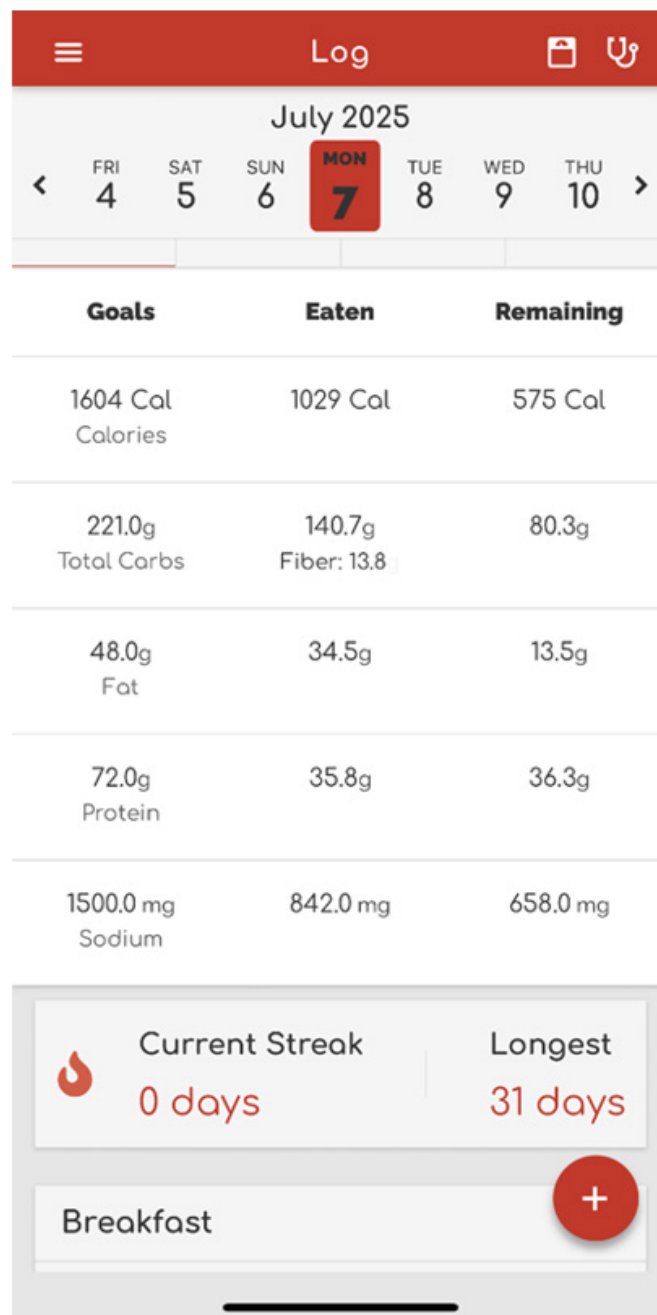 Log
July 2025
FRI SAT SUN MON TUE WED THU
4 5 6 7 8 9 10
Goals Eaten Remaining
1604 Cal 1029 Cal 575 Cal
Calories
221.0g 140.7g 80.3g
Total Carbs Fiber: 13.8g
48.0g 34.5g 13.5g
Fat
72.0g 35.8g 36.3g
Protein
1500.0 mg 842.0 mg 658.0 mg
Sodium
Current Streak Longest
0 days 31 days
+
Breakfast